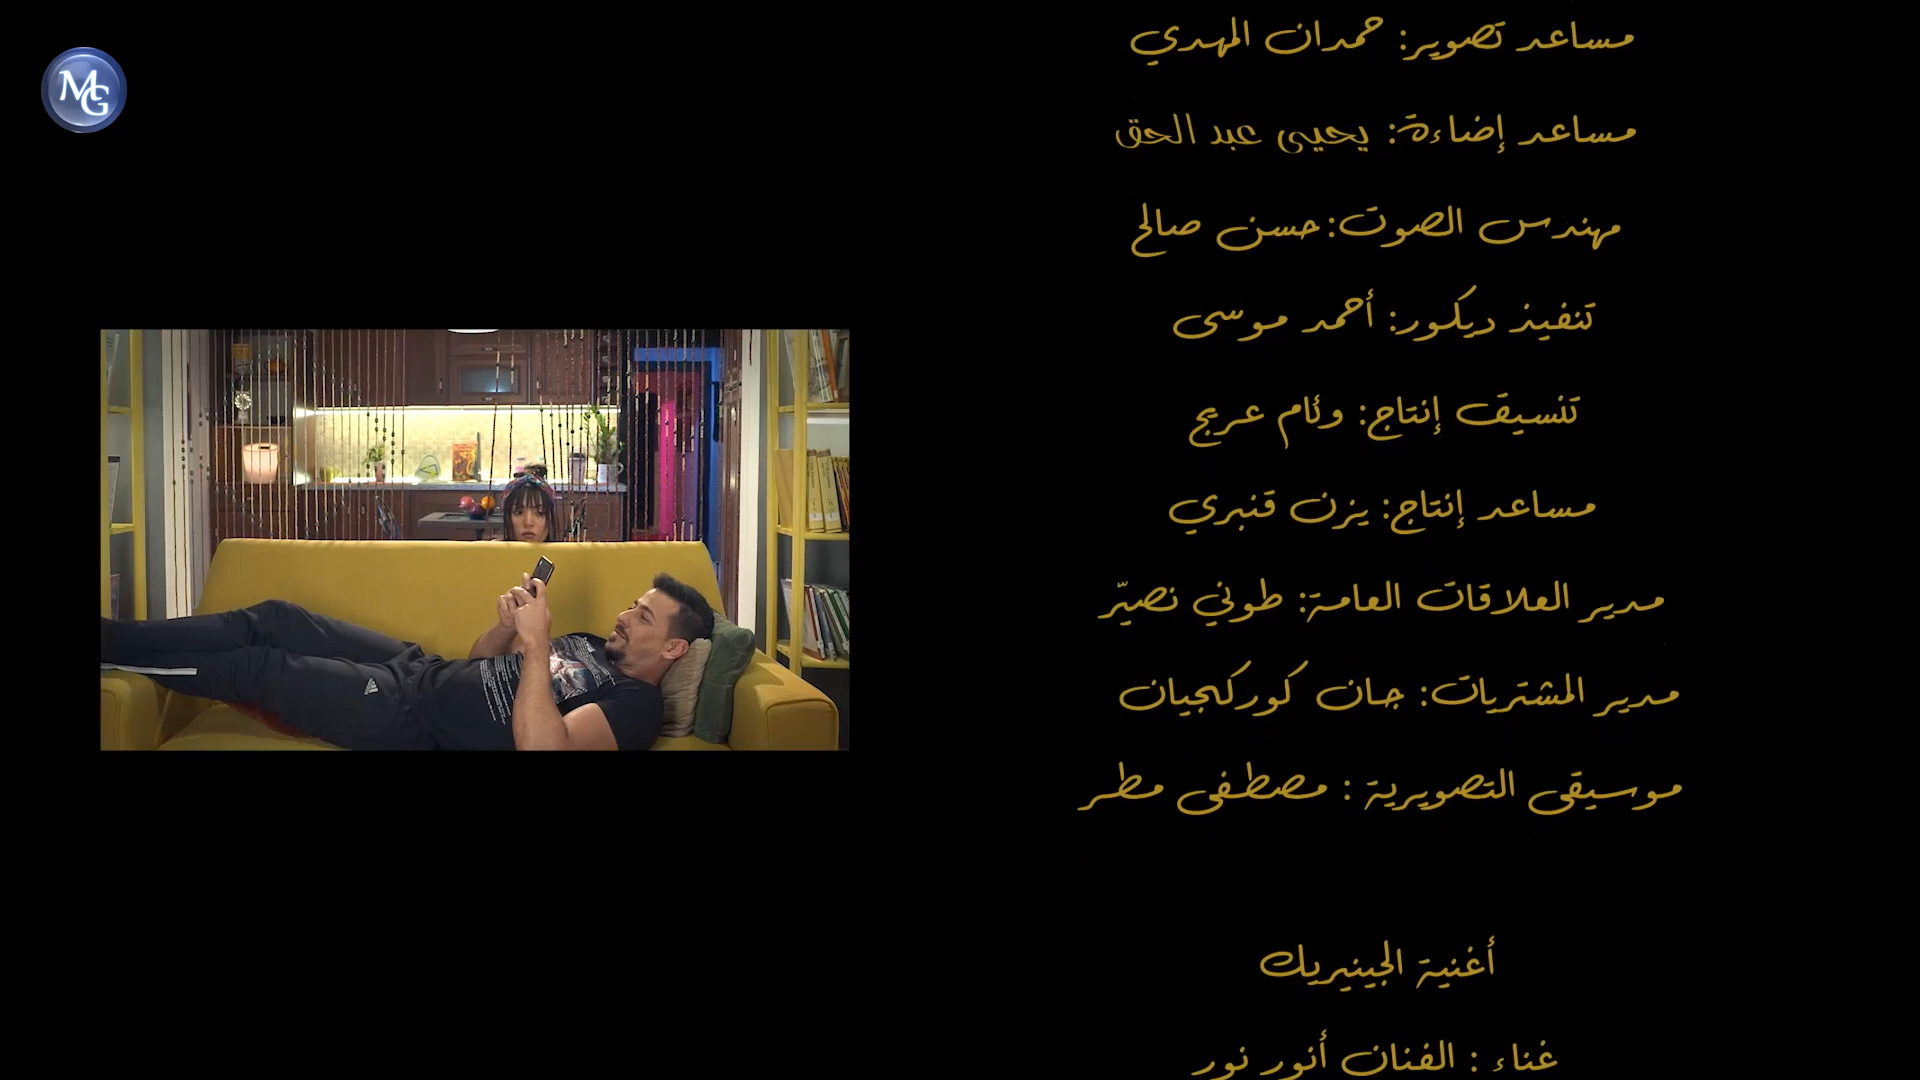 MG
مساعد تصوير: حمدان المهدي
مساعد إضاءة: يحيى عبد الحق
مهندس الصوت: حسن صالح
تنفيذ ديكور: أحمد موسى
تنسيق إنتاج: وئام عريج
مساعد إنتاج: يزن قنبري
مدير العلاقات العامة: طوني نصيّر
مدير المشتريات: جان كوركجيان
موسيقى التصويرية : مصطفى مطر
أغنية الجينيريك
غناء : الفنان أنور نور